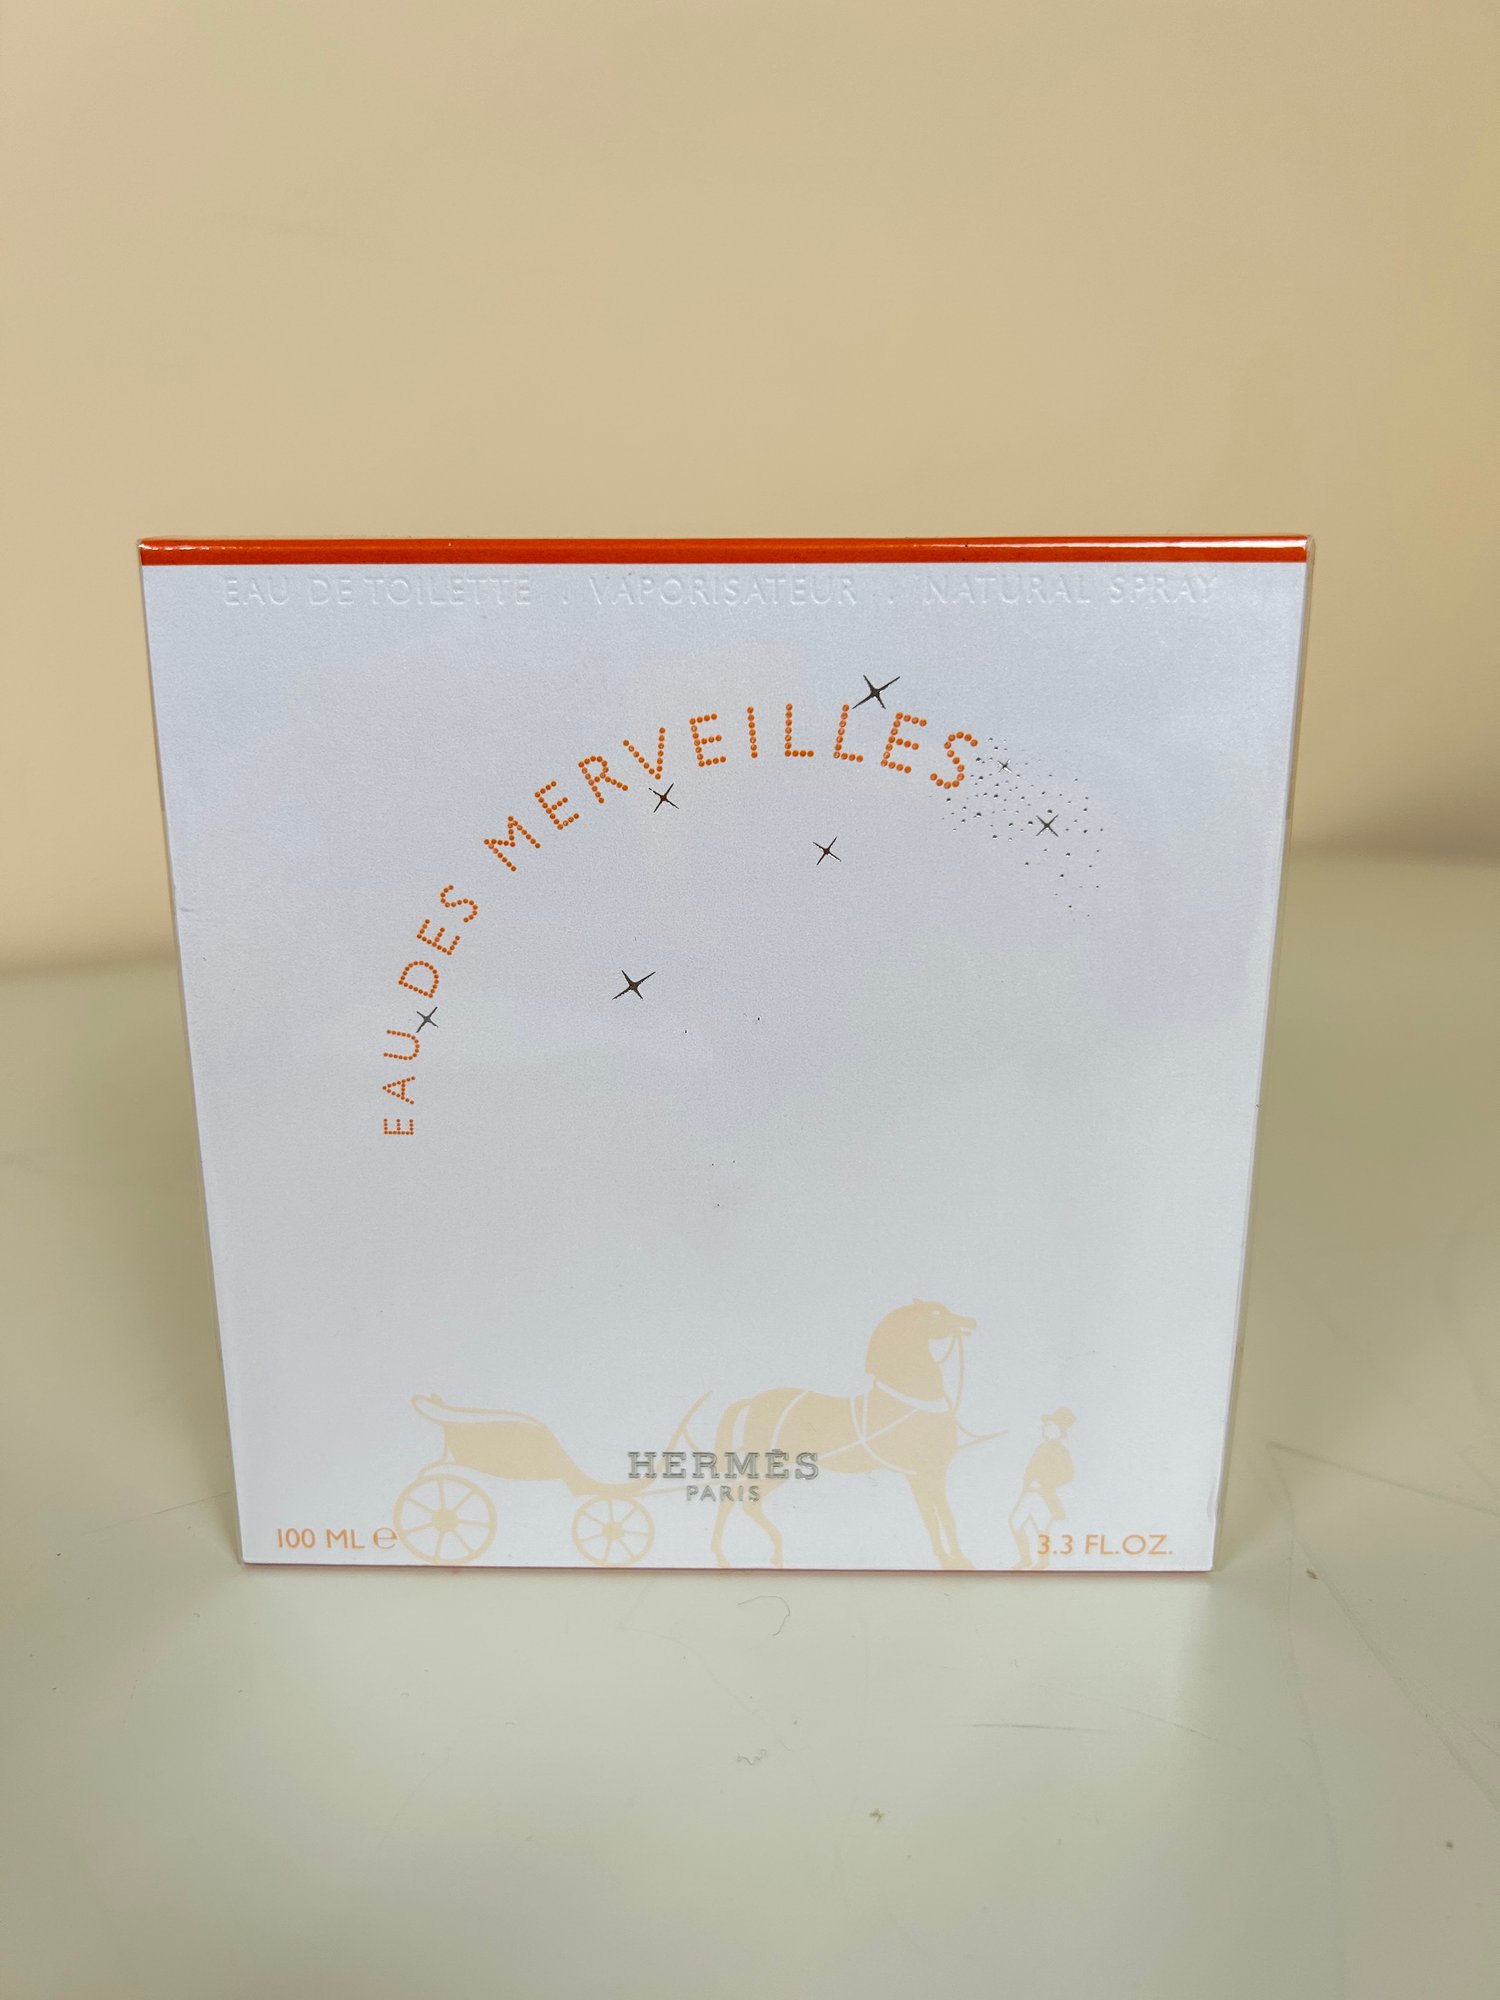 EAU DE TOILETTE . VAPORISATEUR . NATURAL SPRAY
EAU DES MERVEILLES
HERMÈS
PARIS
100 ML ℮
3.3 FL.OZ.